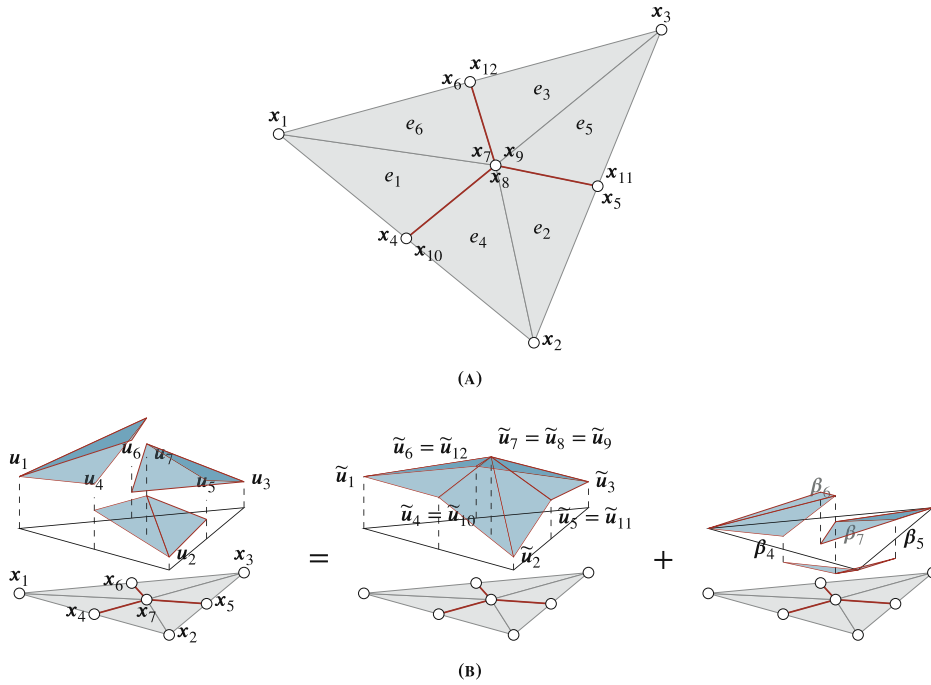 x₃
x₁₂
x₆
e₃
x₁
e₆
e₅
x₇ x₉
x₈
x₁₁
e₁
x₅
x₄
e₄
e₂
x₁₀
x₂
(A)
u₁
u₆
u₇
u₄
u₅
u₃
u₂
x₁
x₆
x₃
x₄
x₇
x₅
x₂
=
ũ₇ = ũ₈ = ũ�9
ũ₆ = ũ₁₂
ũ₁
ũ₃
ũ₄ = ũ₁₀
ũ₅ = ũ₁₁
ũ₂
+
β₆
β₇
β₄
β₅
(B)